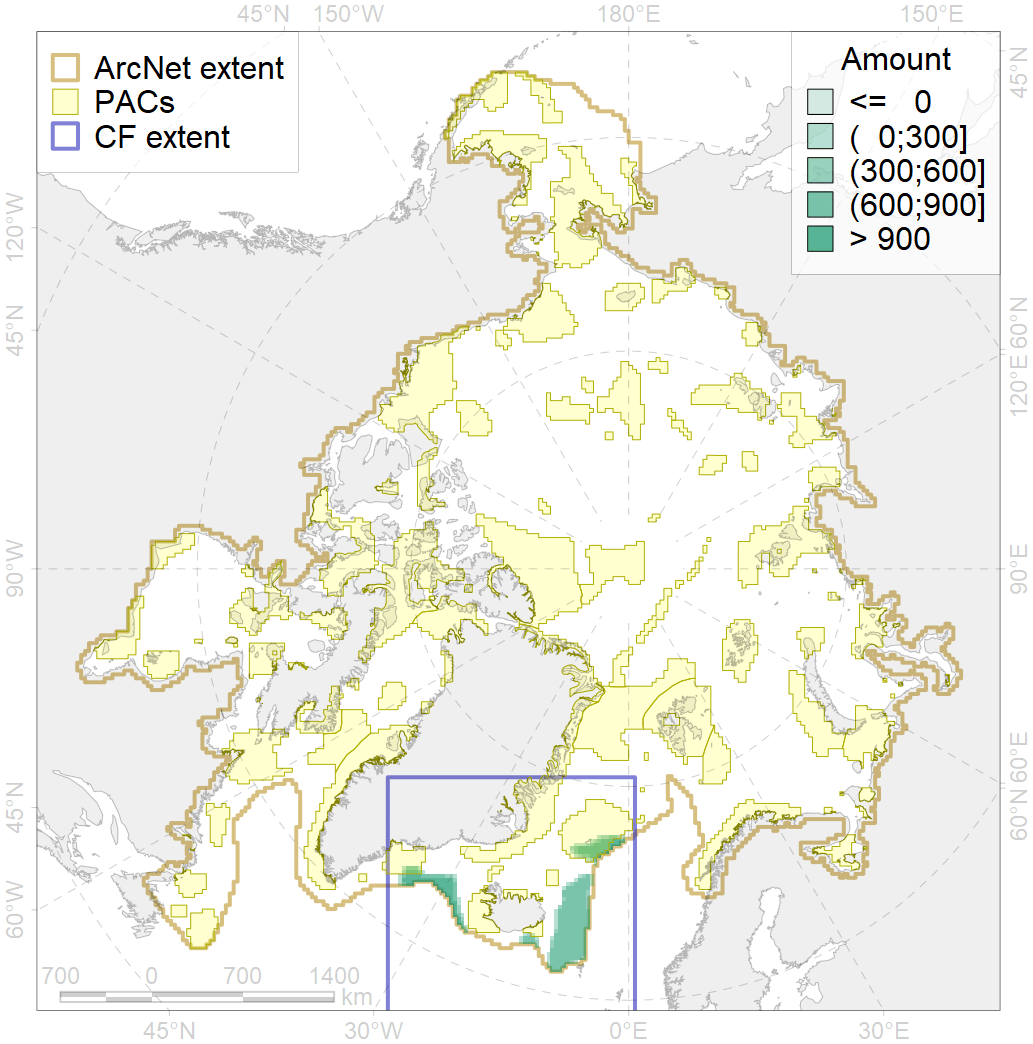 45°N 150°W 180°E 150°E
ArcNet extent
PACs
CF extent
Amount
<= 0
( 0;300]
(300;600]
(600;900]
> 900
45°N
120°W
45°N
90°W
45°N
60°W
60°N
120°E
90°E
60°E
60°N
700 0 700 1400
km
45°N 30°W 0°E 30°E